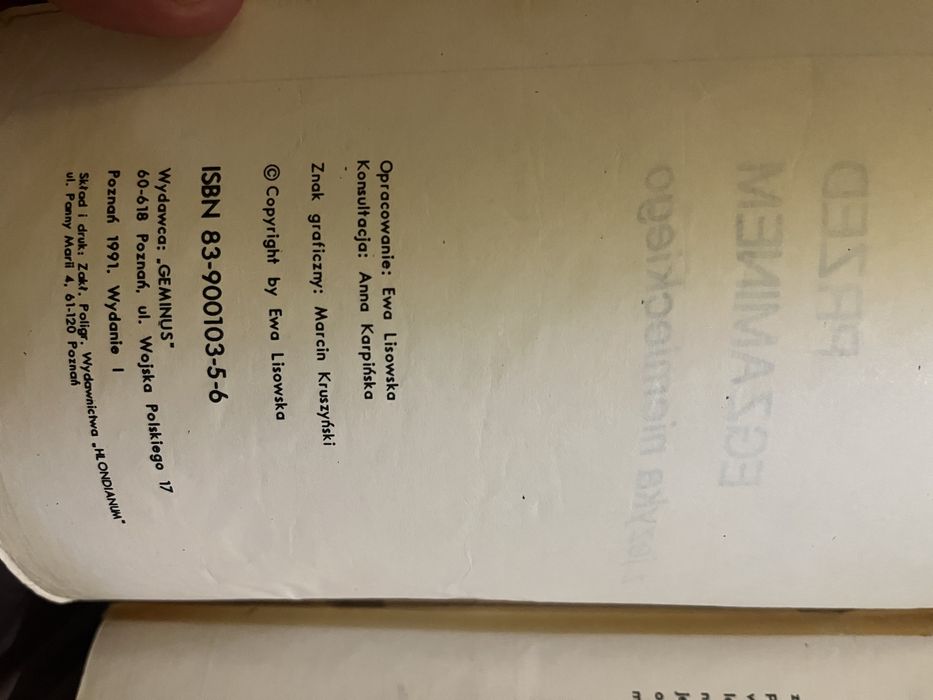 PRZED
EGZAMINEM
z języka niemieckiego
Opracowanie: Ewa Lisowska
Konsultacja: Anna Karpińska
Znak graficzny: Marcin Kruszyński
© Copyright by Ewa Lisowska
ISBN 83-900103-5-6
Wydawca: „GEMINUS"
60-618 Poznań, ul. Wojska Polskiego 17
Poznań 1991. Wydanie I
Skład i druk: Zakł. Poligr. Wydawnictwa „HLONDIANUM"
ul. Panny Marii 4, 61-120 Poznań